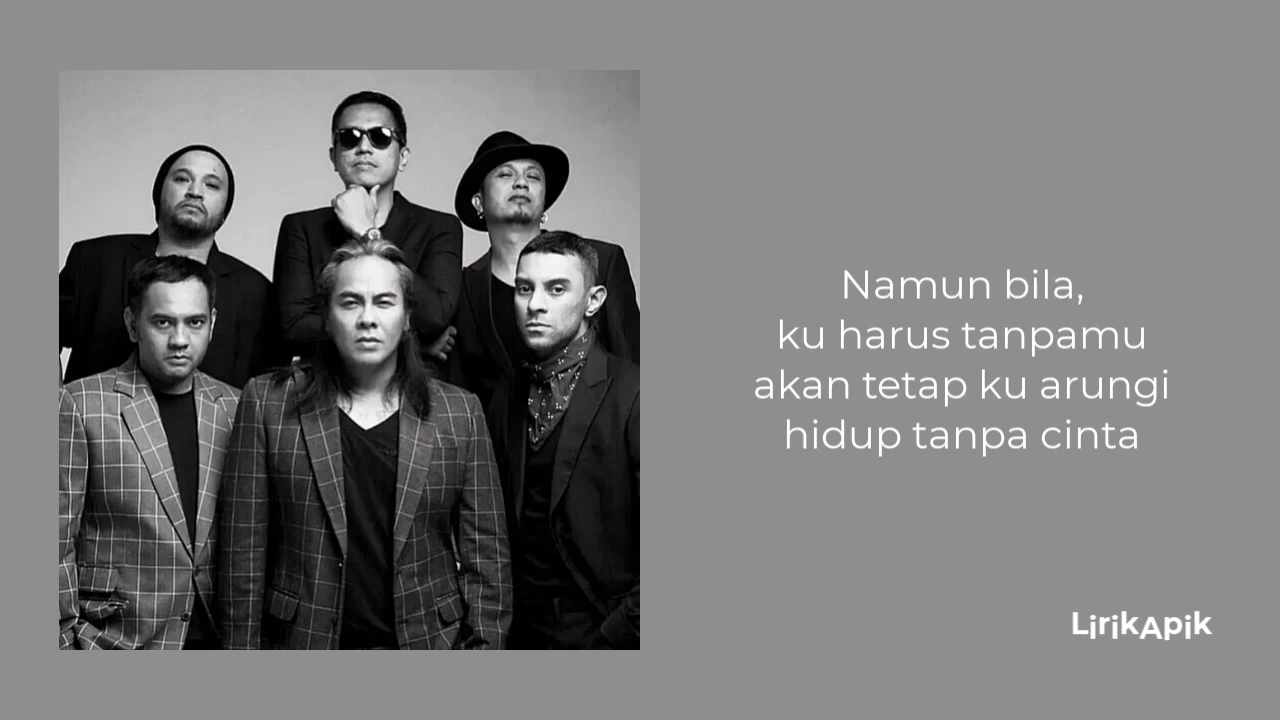 Namun bila,
ku harus tanpamu
akan tetap ku arungi
hidup tanpa cinta
LirikApik